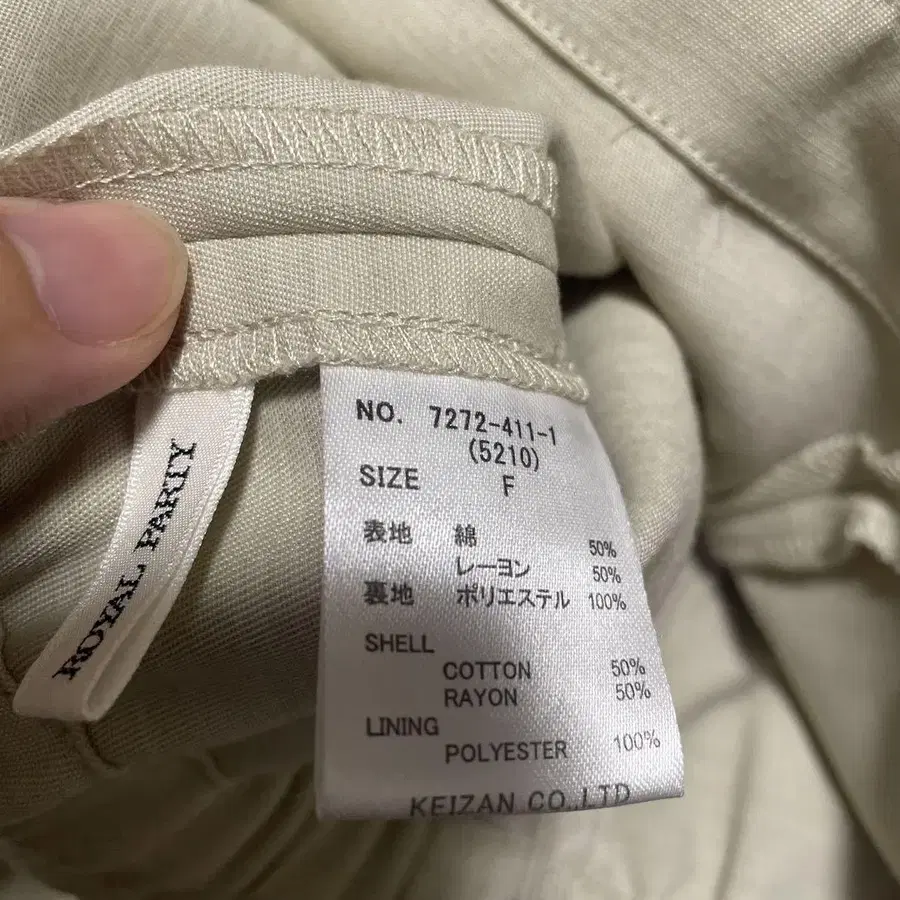 ROYAL PARTY
NO. 7272-411-1
(5210)
SIZE F
表地 綿 50%
レーヨン 50%
裏地 ポリエステル 100%
SHELL
COTTON 50%
RAYON 50%
LINING
POLYESTER 100%
KEIZAN CO.,LTD